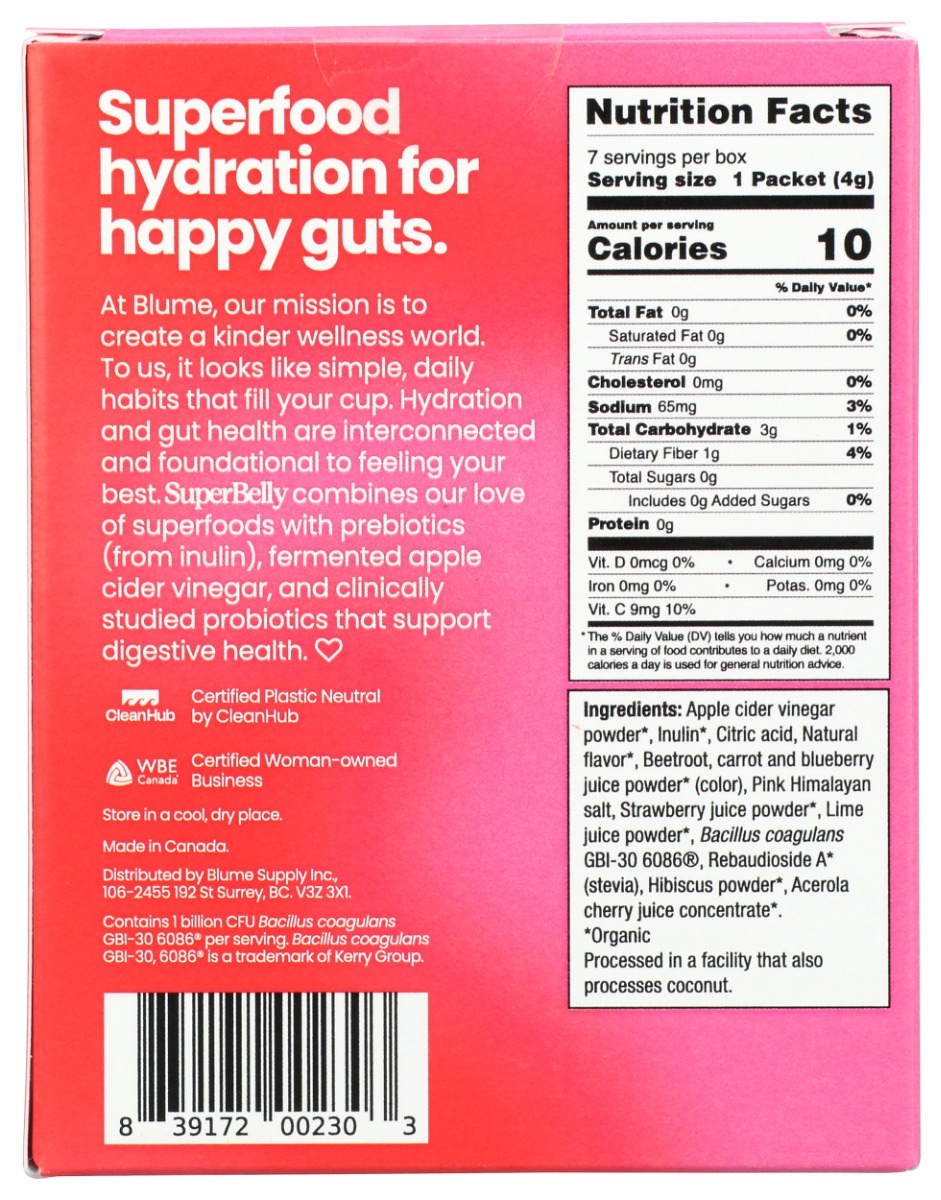 Superfood
hydration for
happy guts.
At Blume, our mission is to
create a kinder wellness world.
To us, it looks like simple, daily
habits that fill your cup. Hydration
and gut health are interconnected
and foundational to feeling your
best. SuperBelly combines our love
of superfoods with prebiotics
(from inulin), fermented apple
cider vinegar, and clinically
studied probiotics that support
digestive health. ♡
CleanHub
Certified Plastic Neutral
by CleanHub
WBE
Canada
Certified Woman-owned
Business
Store in a cool, dry place.
Made in Canada.
Distributed by Blume Supply Inc.,
106-2455 192 St Surrey, BC. V3Z 3X1.
Contains 1 billion CFU Bacillus coagulans
GBI-30 6086® per serving. Bacillus coagulans
GBI-30, 6086® is a trademark of Kerry Group.
8 39172 00230 3
Nutrition Facts
7 servings per box
Serving size 1 Packet (4g)
Amount per serving
Calories 10
% Daily Value*
Total Fat 0g 0%
Saturated Fat 0g 0%
Trans Fat 0g
Cholesterol 0mg 0%
Sodium 65mg 3%
Total Carbohydrate 3g 1%
Dietary Fiber 1g 4%
Total Sugars 0g
Includes 0g Added Sugars 0%
Protein 0g
Vit. D 0mcg 0% • Calcium 0mg 0%
Iron 0mg 0% • Potas. 0mg 0%
Vit. C 9mg 10%
* The % Daily Value (DV) tells you how much a nutrient
in a serving of food contributes to a daily diet. 2,000
calories a day is used for general nutrition advice.
Ingredients: Apple cider vinegar
powder*, Inulin*, Citric acid, Natural
flavor*, Beetroot, carrot and blueberry
juice powder* (color), Pink Himalayan
salt, Strawberry juice powder*, Lime
juice powder*, Bacillus coagulans
GBI-30 6086®, Rebaudioside A*
(stevia), Hibiscus powder*, Acerola
cherry juice concentrate*.
*Organic
Processed in a facility that also
processes coconut.